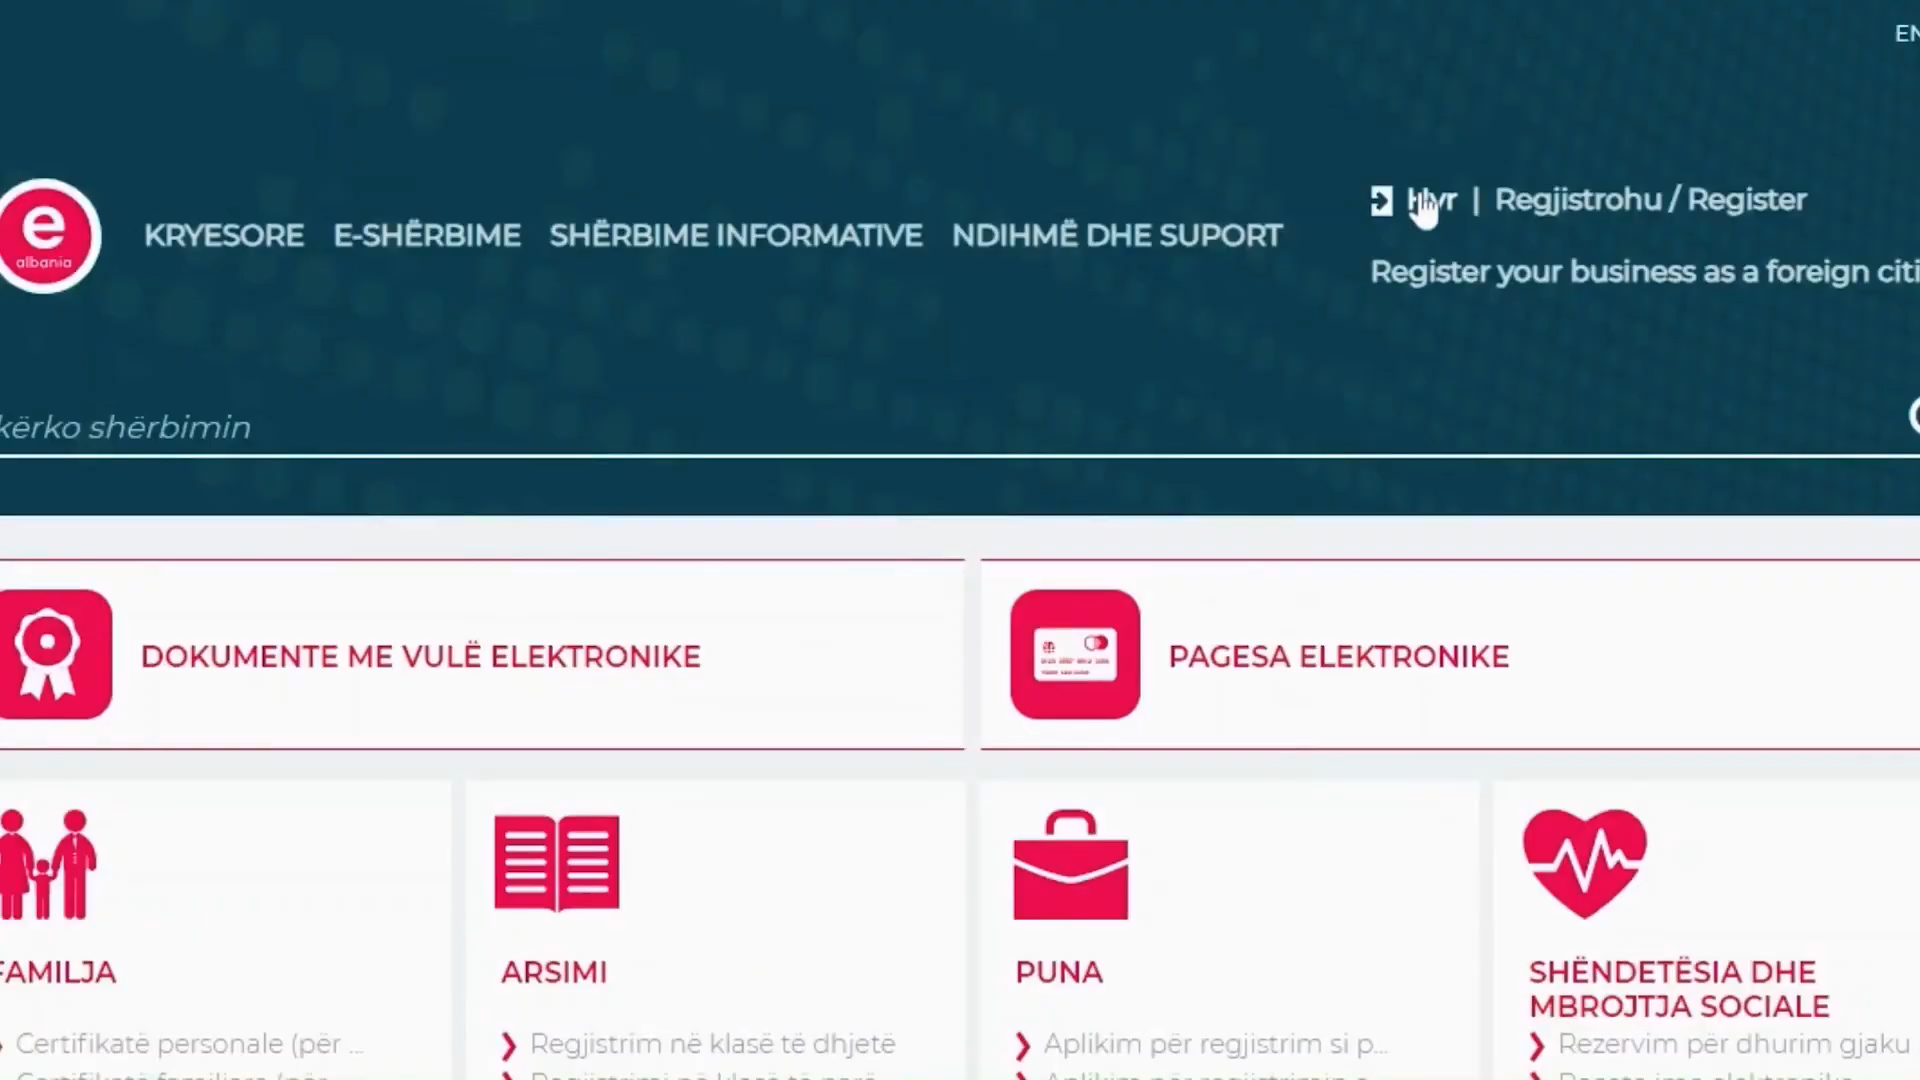 EN
e
albania
KRYESORE E-SHËRBIME SHËRBIME INFORMATIVE NDIHMË DHE SUPORT
Hyr | Regjistrohu / Register
Register your business as a foreign citi
kërko shërbimin
DOKUMENTE ME VULË ELEKTRONIKE
PAGESA ELEKTRONIKE
FAMILJA
Certifikatë personale (për ...
ARSIMI
Regjistrim në klasë të dhjetë
PUNA
Aplikim për regjistrim si p...
SHËNDETËSIA DHE
MBROJTJA SOCIALE
Rezervim për dhurim gjaku